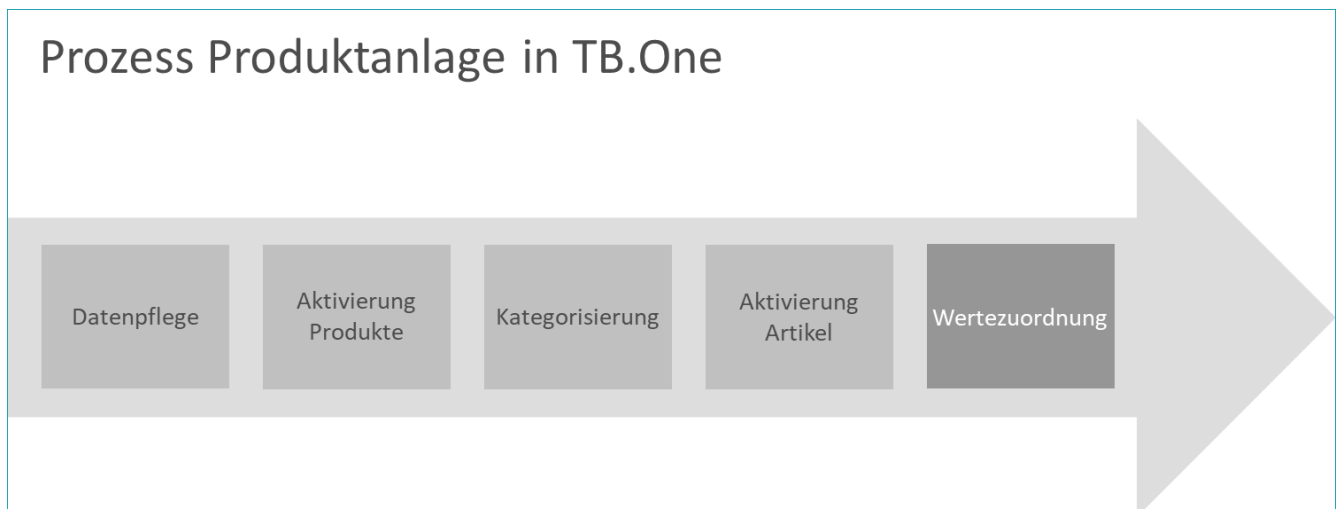 Prozess Produktanlage in TB.One
Datenpflege
Aktivierung
Produkte
Kategorisierung
Aktivierung
Artikel
Wertezuordnung